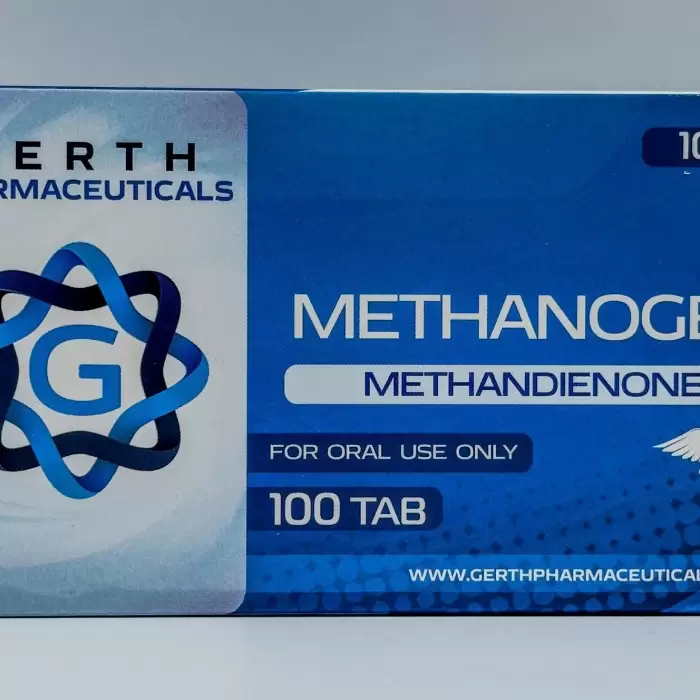 ERTH
RMACEUTICALS
G
10
METHANOGE
METHANDIENONE
FOR ORAL USE ONLY
100 TAB
WWW.GERTHPHARMACEUTICAL